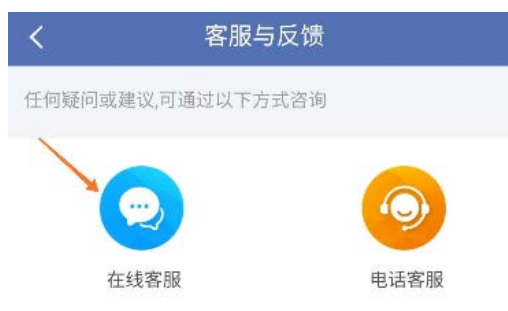 客服与反馈
任何疑问或建议,可通过以下方式咨询
在线客服
电话客服